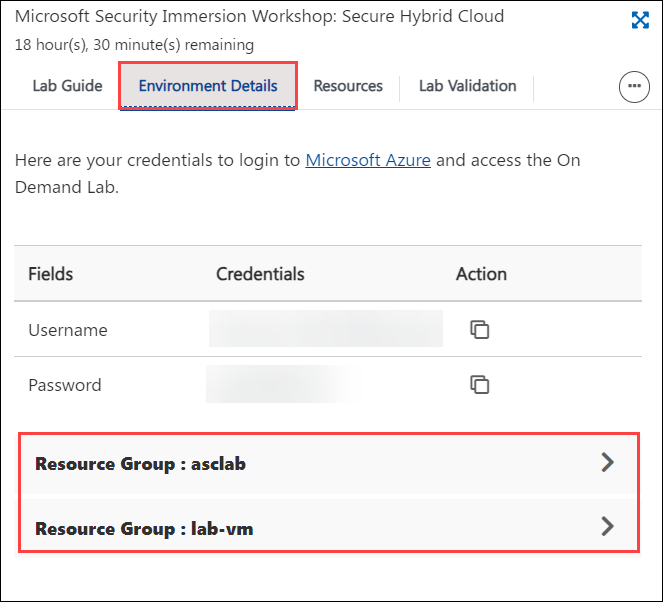 Microsoft Security Immersion Workshop: Secure Hybrid Cloud
18 hour(s), 30 minute(s) remaining
Lab Guide Environment Details Resources Lab Validation
Here are your credentials to login to Microsoft Azure and access the On
Demand Lab.
Fields Credentials Action
Username
Password
Resource Group : asclab
Resource Group : lab-vm